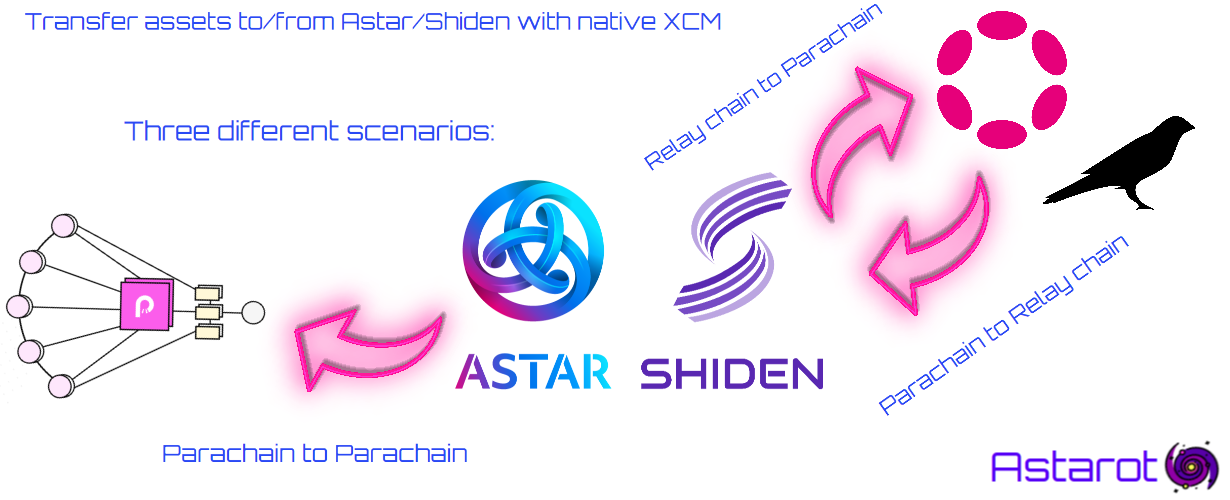 Transfer assets to/from Astar/Shiden with native XCM
Relay chain to Parachain
Three different scenarios:
P
ASTAR
SHIDEN
Parachain to Relay chain
Parachain to Parachain
Astarot